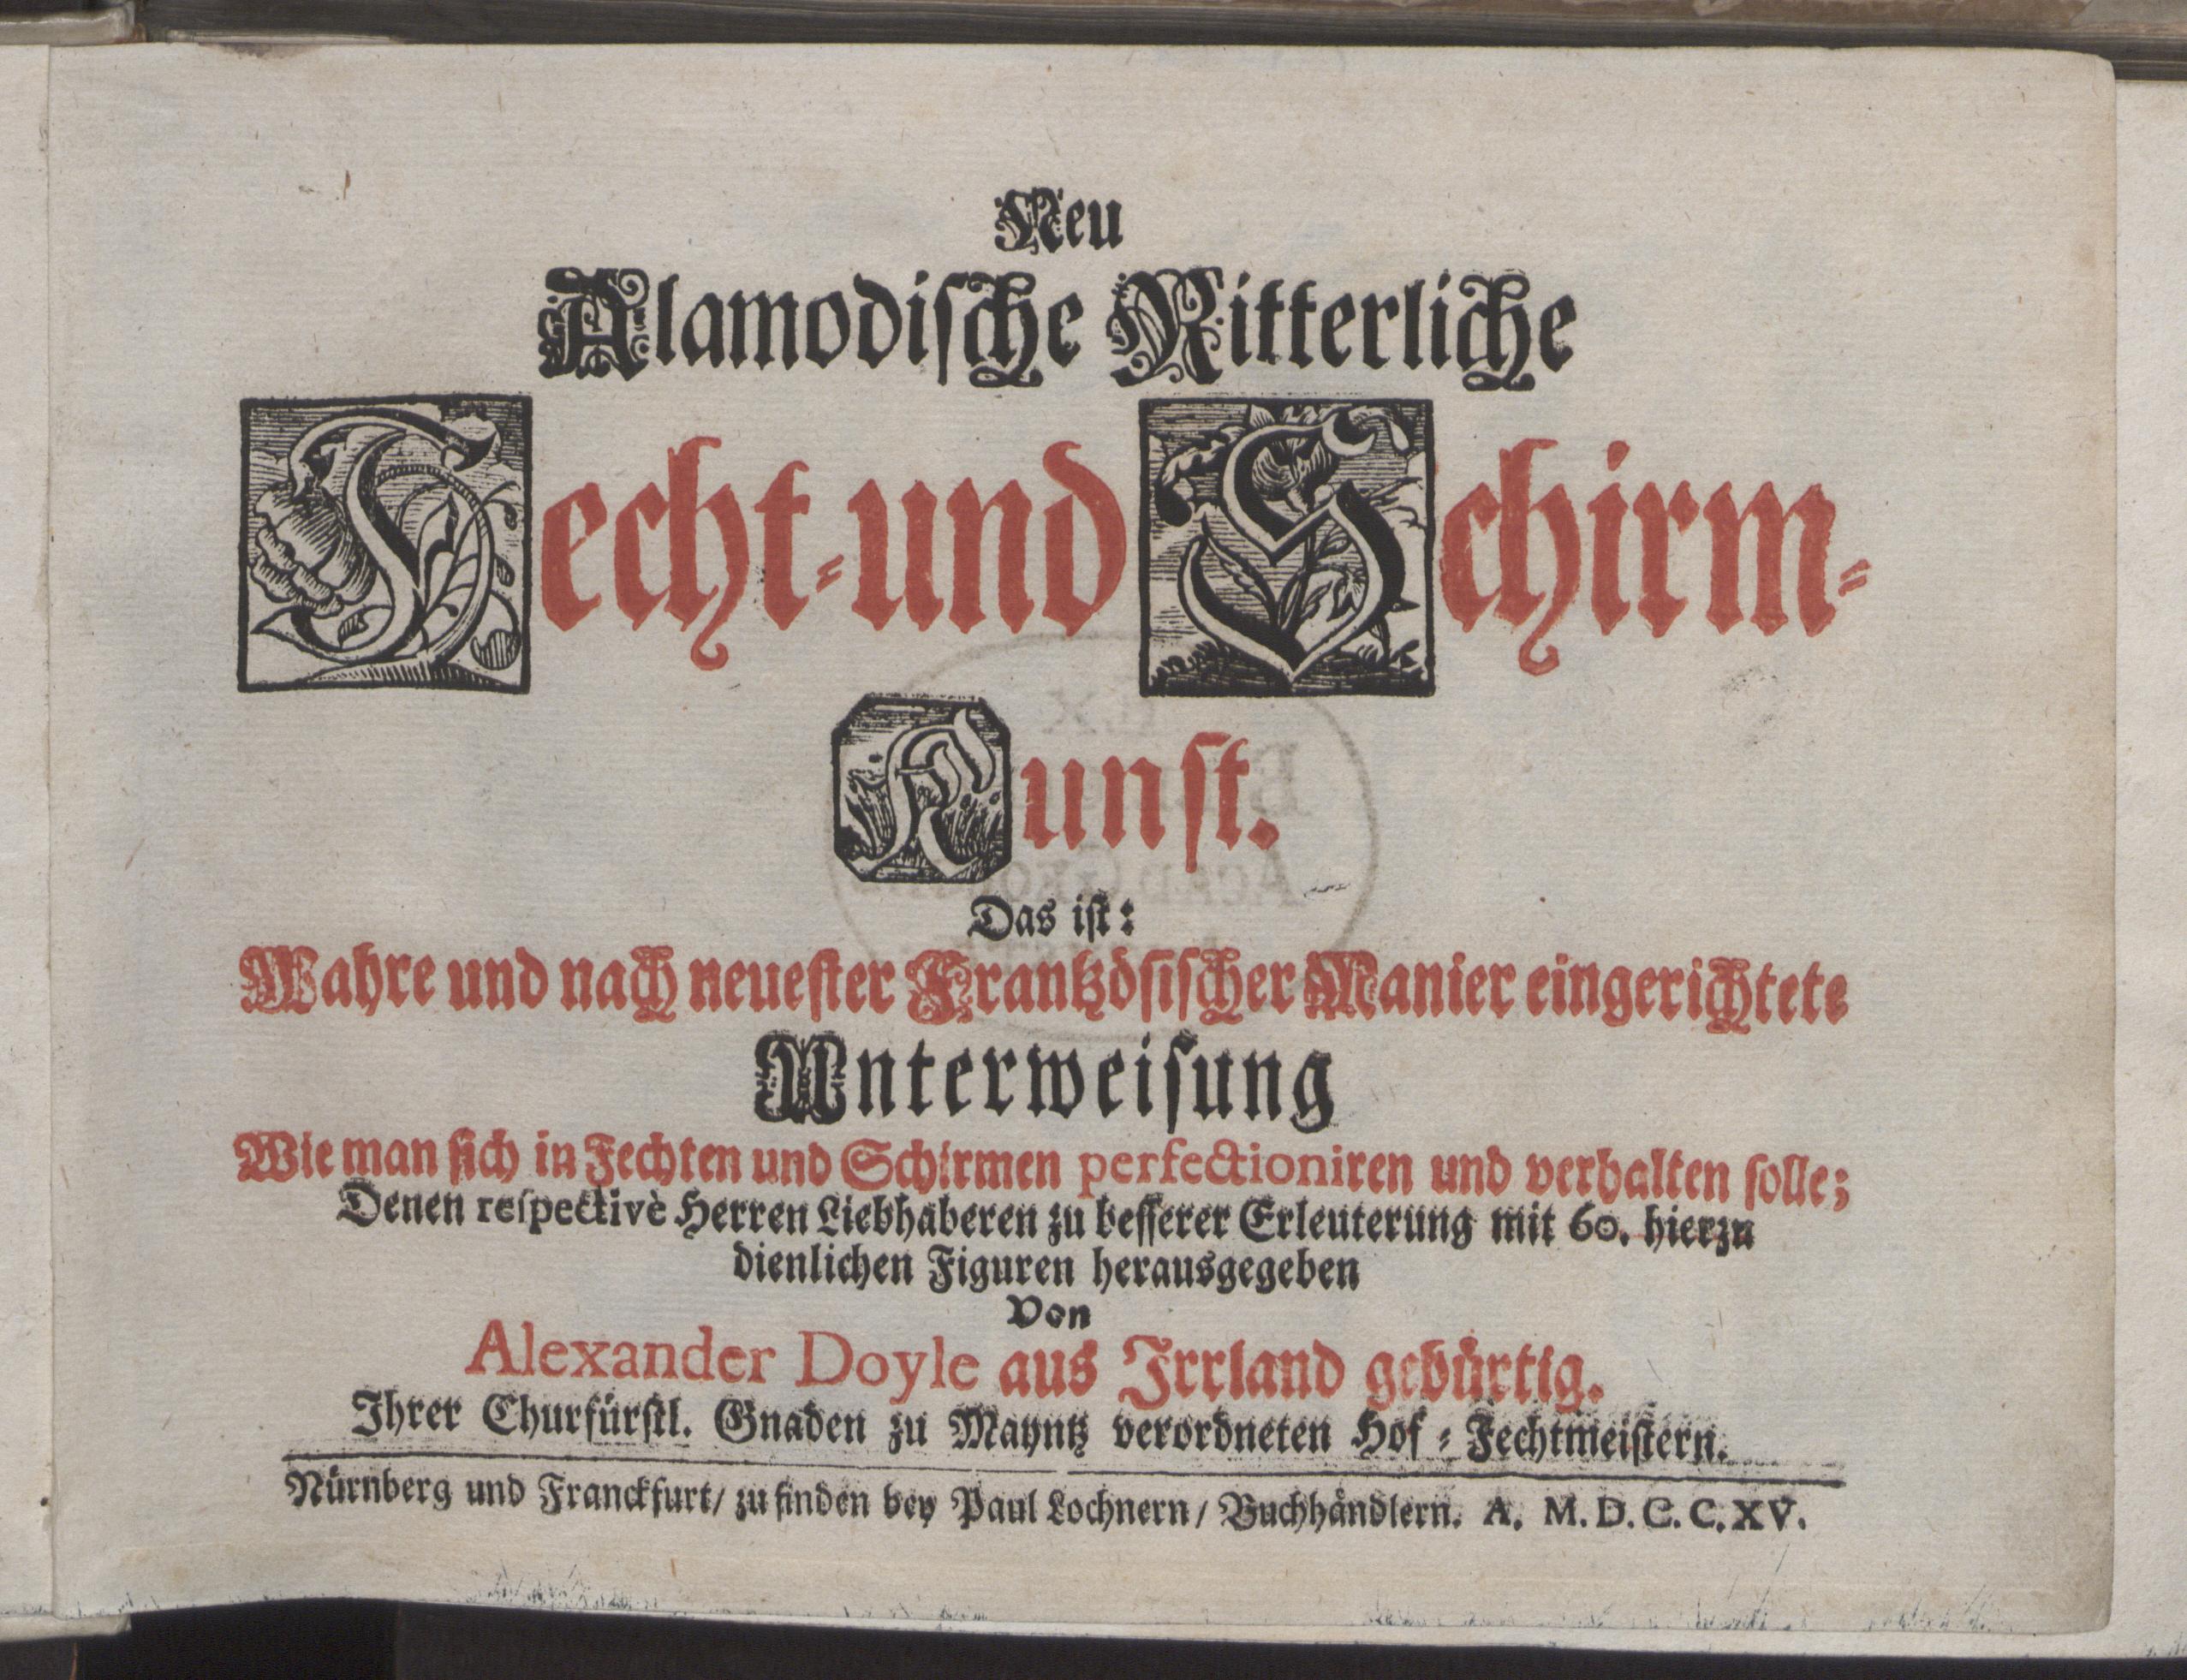 Neu
Alamodische Ritterliche
Fecht-und Schirm-
Kunst.
Das ist:
Wahre und nach neuester Frantzösischer Manier eingerichtete
Unterweisung
Wie man sich in Fechten und Schirmen perfectioniren und verhalten solle;
Denen respectivè Herren Liebhaberen zu besserer Erleuterung mit 60. hierzu
dienlichen Figuren herausgegeben
Von
Alexander Doyle aus Irrland gebürtig.
Ihrer Churfürstl. Gnaden zu Mayntz verordneten Hof-Fechtmeistern.
Nürnberg und Franckfurt/ zu finden bey Paul Lochnern/ Buchhändlern. A. M.D.C.C.XV.